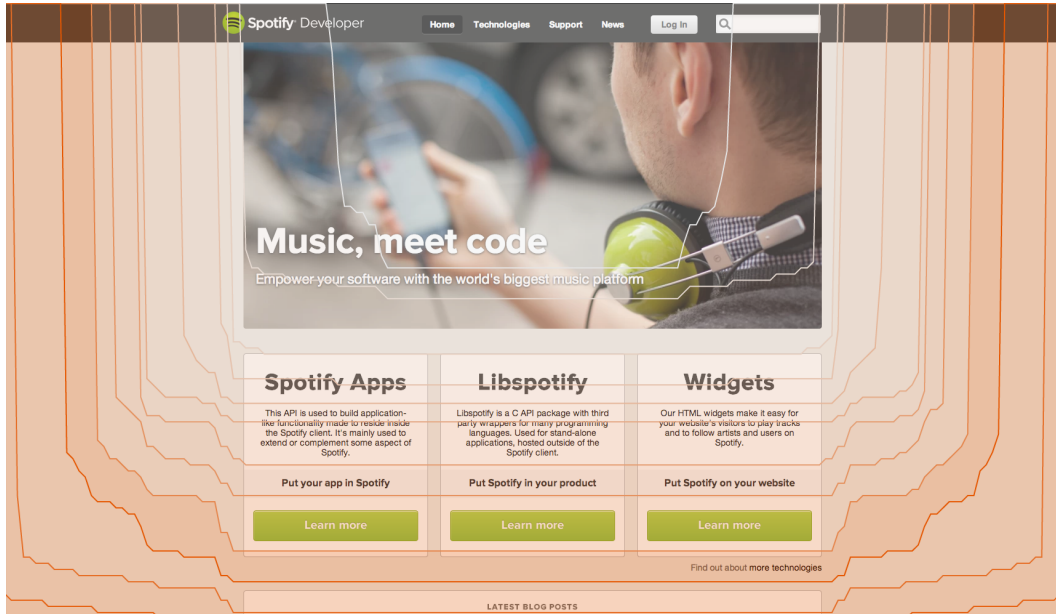 Spotify Developer
Home Technologies Support News Log In
Music, meet code
Empower your software with the world's biggest music platform
Spotify Apps
This API is used to build application-
like functionality made to reside inside
the Spotify client. It's mainly used to
extend or complement some aspect of
Spotify.
Put your app in Spotify
Learn more
Libspotify
Libspotify is a C API package with third
party wrappers for many programming
languages. Used for stand-alone
applications, hosted outside of the
Spotify client.
Put Spotify in your product
Learn more
Widgets
Our HTML widgets make it easy for
your website's visitors to play tracks
and to follow artists and users on
Spotify.
Put Spotify on your website
Learn more
Find out about more technologies
LATEST BLOG POSTS